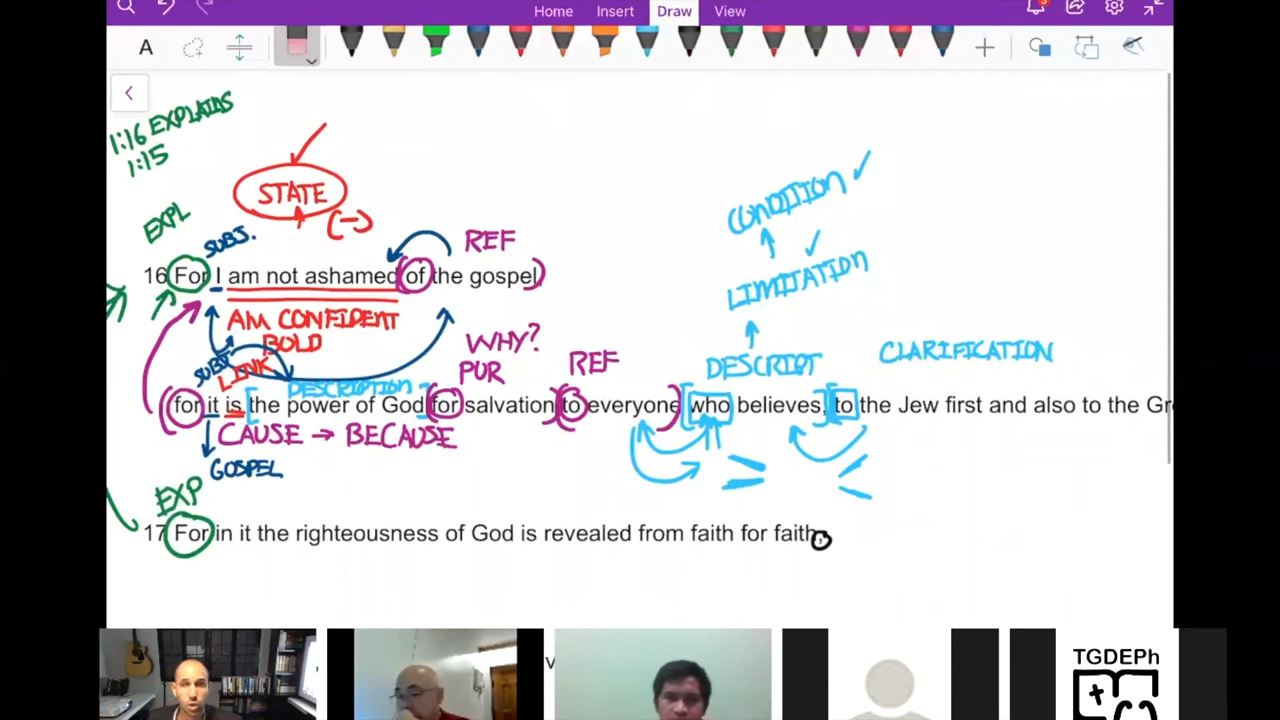 Home Insert Draw View
A
1:16 EXPLAINS
1:15
STATE
(-)
CONDITION ✓
EXPL
SUBJ.
REF
LIMITATION
16 For I am not ashamed of the gospel)
AM CONFIDENT
BOLD
WHY?
SUBJ.
LINK
PUR
REF
DESCRIPT
CLARIFICATION
DESCRIPTION
(for it is [the power of God] (for salvation) (to everyone) [who believes,] [to the Jew first and also to the Gr
CAUSE → BECAUSE
GOSPEL
EXP
17 For in it the righteousness of God is revealed from faith for faith,
TGDEPh